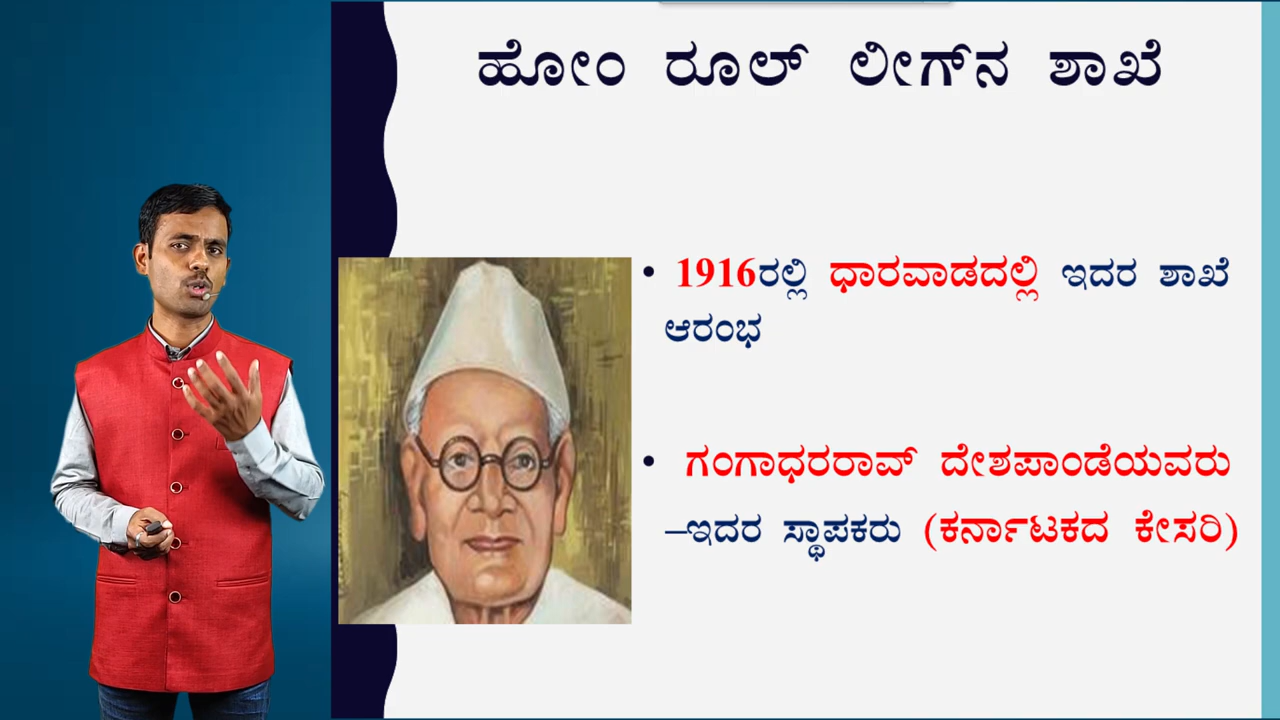 ಹೋಂ ರೂಲ್ ಲೀಗ್‌ನ ಶಾಖೆ
• 1916ರಲ್ಲಿ ಧಾರವಾಡದಲ್ಲಿ ಇದರ ಶಾಖೆ
ಆರಂಭ
• ಗಂಗಾಧರರಾವ್ ದೇಶಪಾಂಡೆಯವರು
–ಇದರ ಸ್ಥಾಪಕರು (ಕರ್ನಾಟಕದ ಕೇಸರಿ)